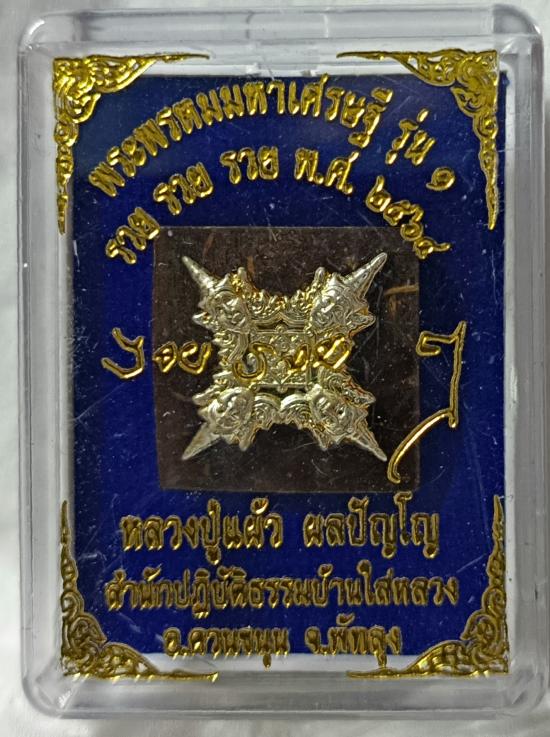 พระพรหมมหาเศรษฐี รุ่น ๑
รวย รวย รวย พ.ศ. ๒๕๖๔
หลวงปู่แผ้ว ผลปัญโญ
สำนักปฏิบัติธรรมบ้านใสหลวง
อ.ควนขนุน จ.พัทลุง